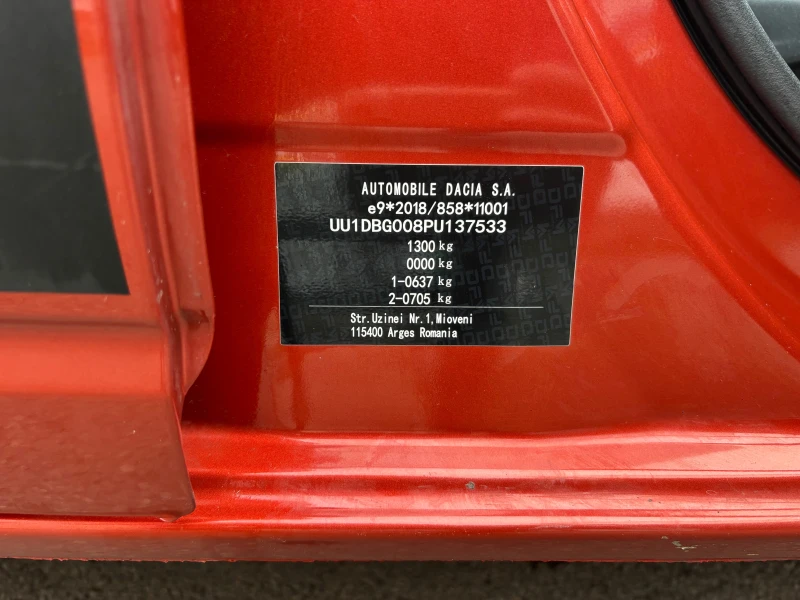 AUTOMOBILE DACIA S.A.
e9*2018/858*11001
UU1DBG008PU137533
1300 kg
0000 kg
1-0637 kg
2-0705 kg
Str.Uzinei Nr.1,Mioveni
115400 Arges Romania